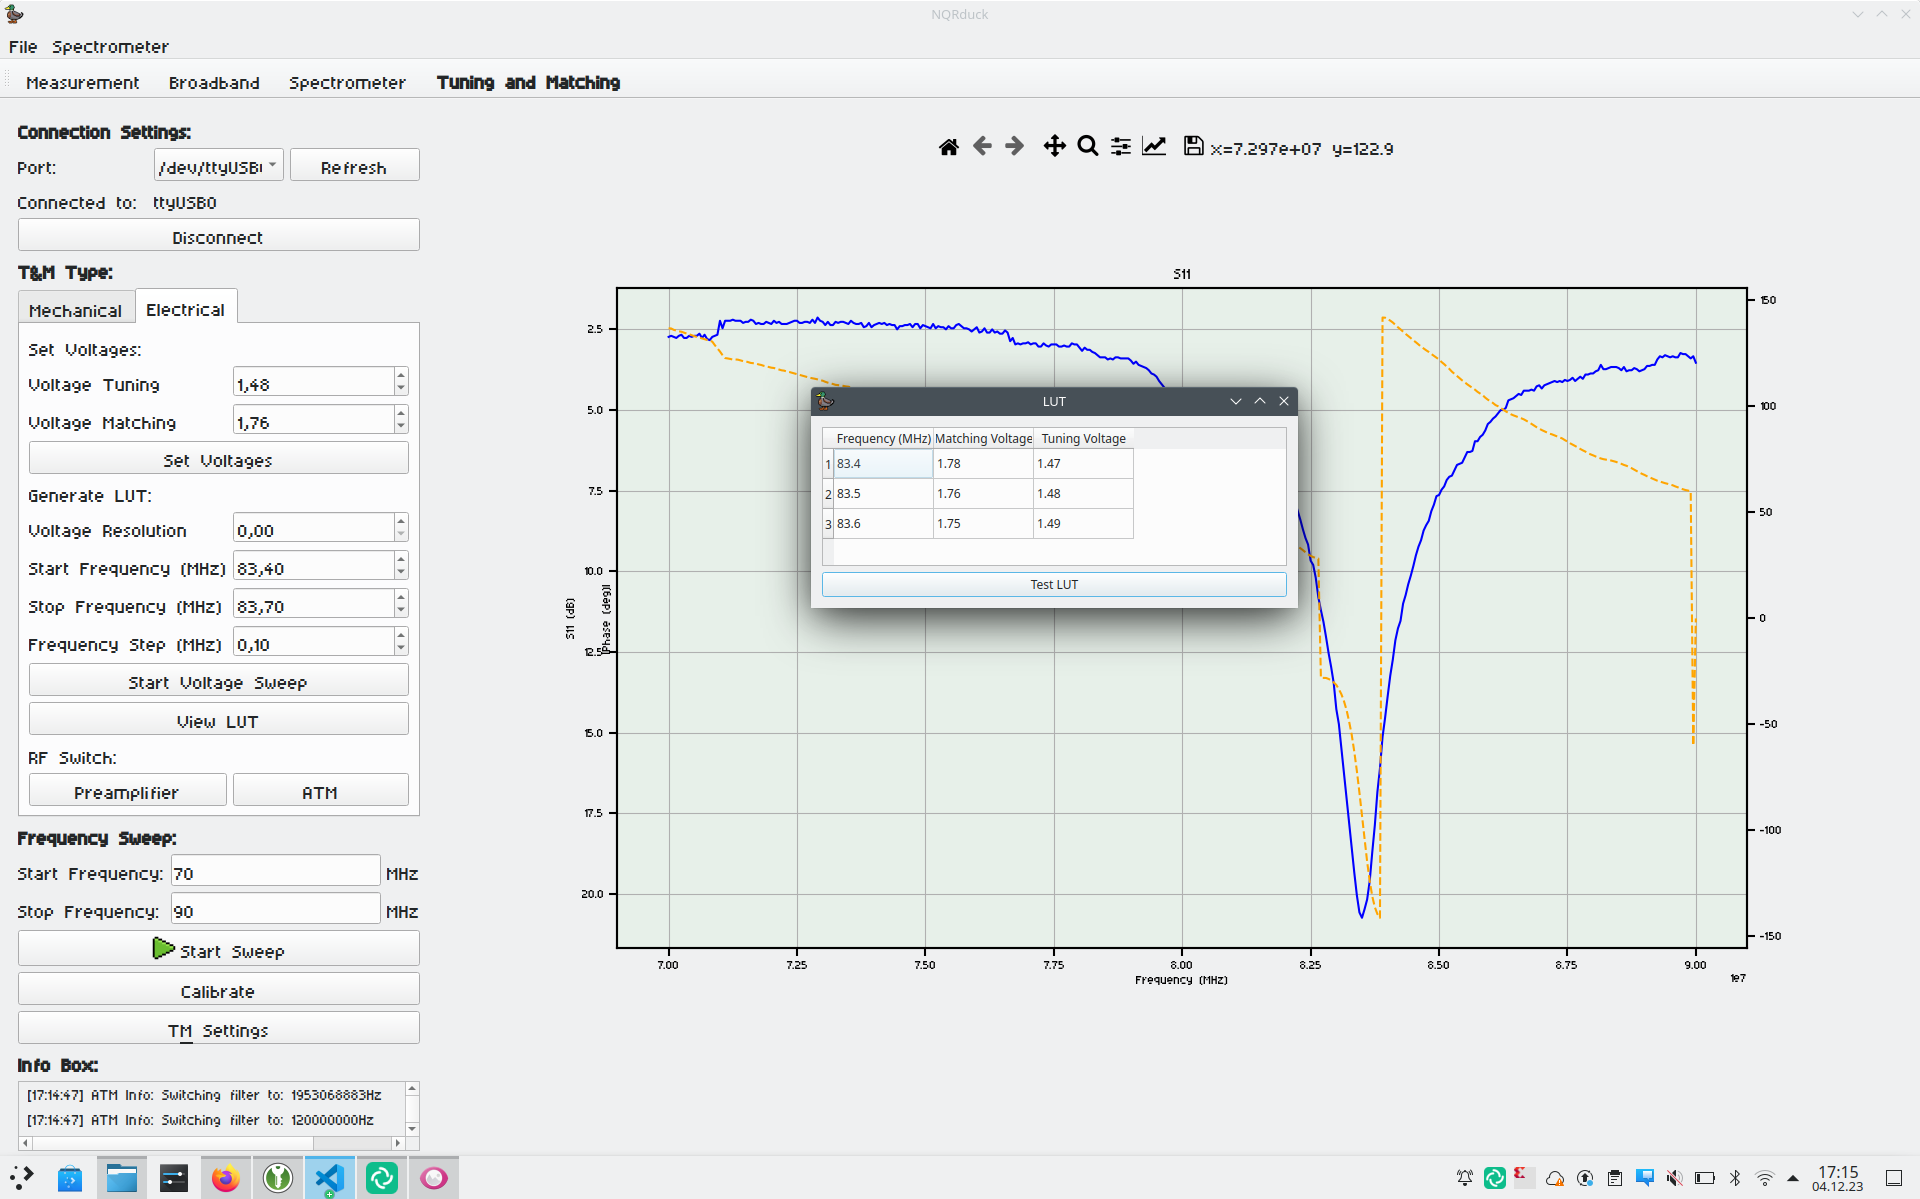 NQRduck
File Spectrometer
Measurement Broadband Spectrometer Tuning and Matching
Connection Settings:
Port: /dev/ttyUSB Refresh
Connected to: ttyUSB0
Disconnect
T&M Type:
Mechanical Electrical
Set Voltages:
Voltage Tuning 1,48
Voltage Matching 1,76
Set Voltages
Generate LUT:
Voltage Resolution 0,00
Start Frequency (MHz) 83,40
Stop Frequency (MHz) 83,70
Frequency Step (MHz) 0,10
Start Voltage Sweep
View LUT
RF Switch:
Preamplifier ATM
Frequency Sweep:
Start Frequency: 70 MHz
Stop Frequency: 90 MHz
Start Sweep
Calibrate
TM Settings
Info Box:
[17:14:47] ATM Info: Switching filter to: 1953068883Hz
[17:14:47] ATM Info: Switching filter to: 120000000Hz
x=7.297e+07 y=122.9
S11
2.5
5.0
7.5
10.0
12.5
15.0
17.5
20.0
S11 (dB)
|Phase (deg)|
150
100
50
0
-50
-100
-150
7.00 7.25 7.50 7.75 8.00 8.25 8.50 8.75 9.00
Frequency (MHz)
1e7
LUT
Frequency (MHz) Matching Voltage Tuning Voltage
1 83.4 1.78 1.47
2 83.5 1.76 1.48
3 83.6 1.75 1.49
Test LUT
17:15
04.12.23